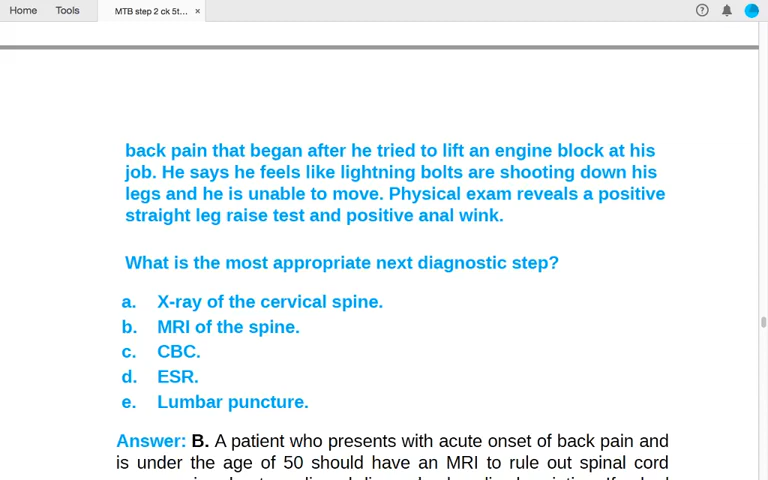 Home Tools MTB step 2 ck 5t... × ?
back pain that began after he tried to lift an engine block at his
job. He says he feels like lightning bolts are shooting down his
legs and he is unable to move. Physical exam reveals a positive
straight leg raise test and positive anal wink.
What is the most appropriate next diagnostic step?
a. X-ray of the cervical spine.
b. MRI of the spine.
c. CBC.
d. ESR.
e. Lumbar puncture.
Answer: B. A patient who presents with acute onset of back pain and
is under the age of 50 should have an MRI to rule out spinal cord